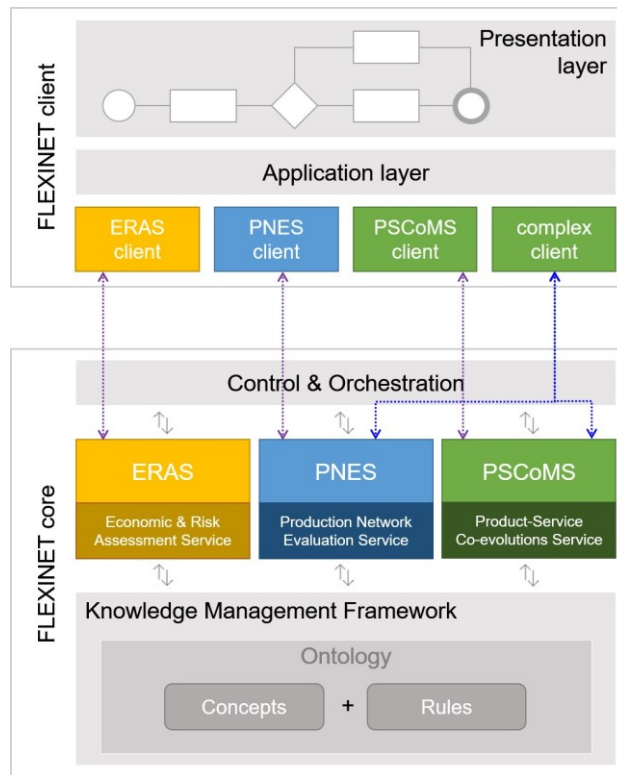 FLEXINET client
Presentation
layer
Application layer
ERAS
client
PNES
client
PSCoMS
client
complex
client
FLEXINET core
Control & Orchestration
ERAS
Economic & Risk
Assessment Service
PNES
Production Network
Evaluation Service
PSCoMS
Product-Service
Co-evolutions Service
Knowledge Management Framework
Ontology
Concepts
+
Rules